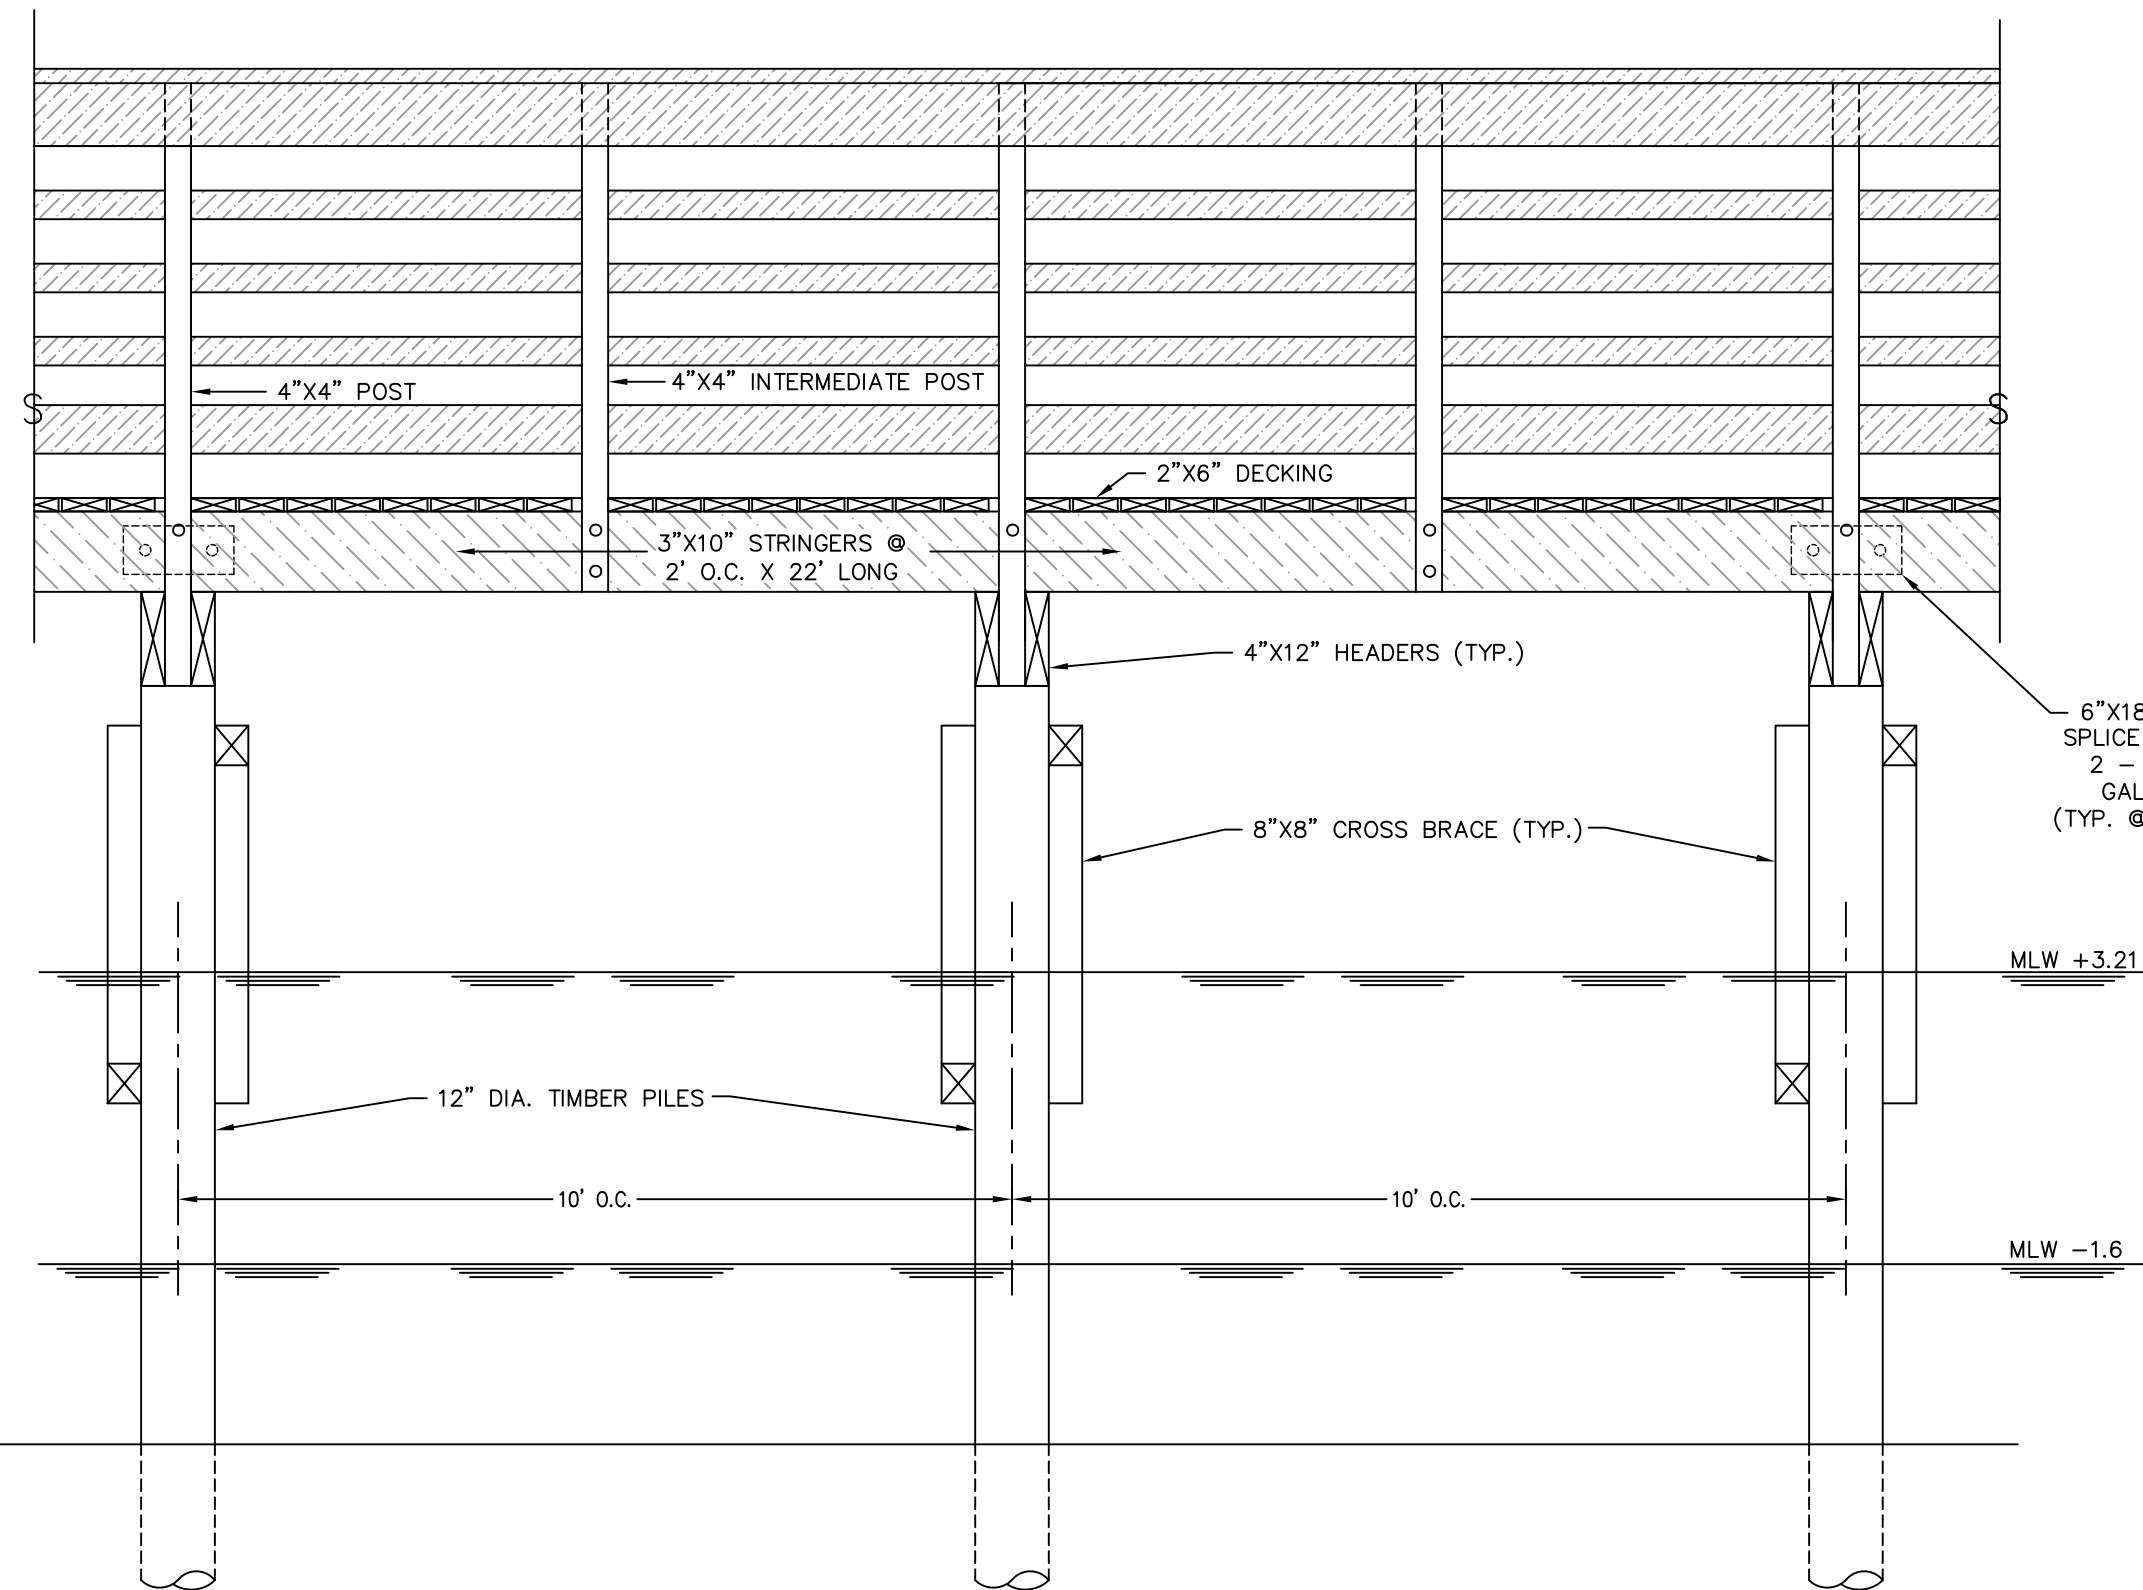 4"X4" POST
4"X4" INTERMEDIATE POST
S
S
2"X6" DECKING
3"X10" STRINGERS @
2' O.C. X 22' LONG
4"X12" HEADERS (TYP.)
6"X18
SPLICE
2 -
GAL
(TYP. @
8"X8" CROSS BRACE (TYP.)
MLW +3.21
12" DIA. TIMBER PILES
10' O.C.
10' O.C.
MLW -1.6